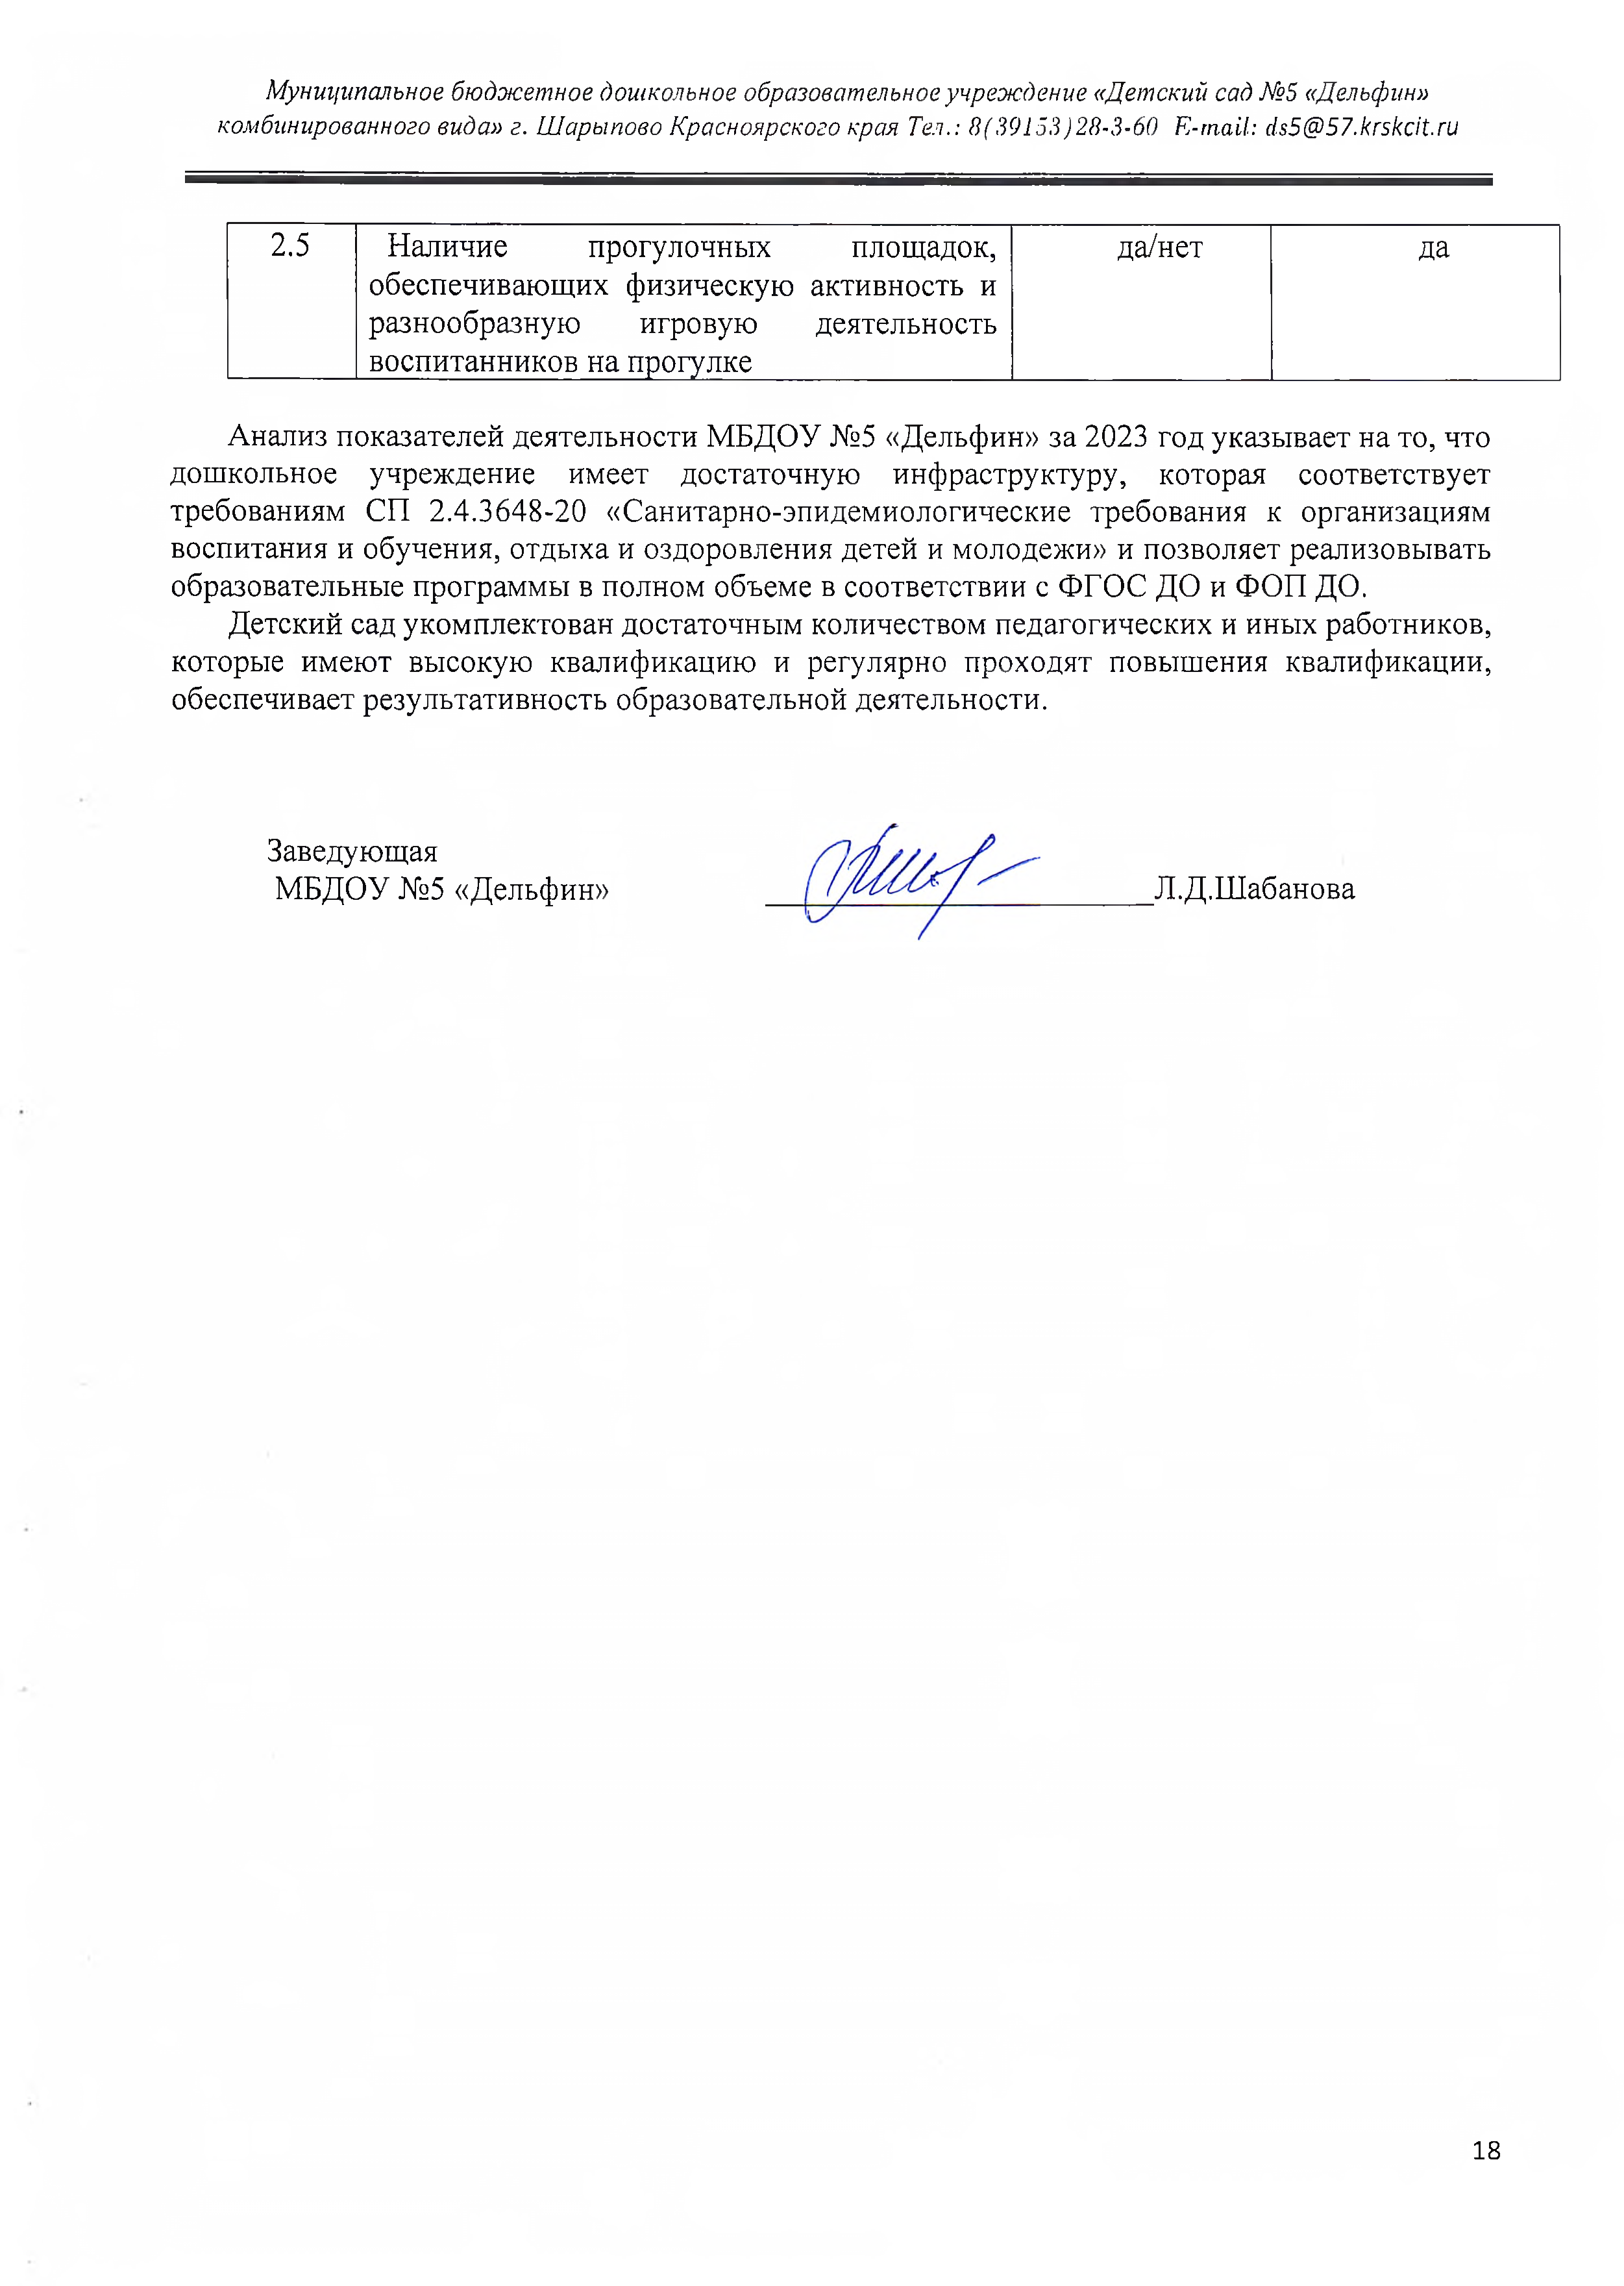 Муниципальное бюджетное дошкольное образовательное учреждение «Детский сад №5 «Дельфин»
комбинированного вида» г. Шарыпово Красноярского края Тел.: 8(39153)28-3-60 E-mail: ds5@57.krskcit.ru
2.5 Наличие прогулочных площадок, да/нет да
обеспечивающих физическую активность и
разнообразную игровую деятельность
воспитанников на прогулке
Анализ показателей деятельности МБДОУ №5 «Дельфин» за 2023 год указывает на то, что
дошкольное учреждение имеет достаточную инфраструктуру, которая соответствует
требованиям СП 2.4.3648-20 «Санитарно-эпидемиологические требования к организациям
воспитания и обучения, отдыха и оздоровления детей и молодежи» и позволяет реализовывать
образовательные программы в полном объеме в соответствии с ФГОС ДО и ФОП ДО.
Детский сад укомплектован достаточным количеством педагогических и иных работников,
которые имеют высокую квалификацию и регулярно проходят повышения квалификации,
обеспечивает результативность образовательной деятельности.
Заведующая
МБДОУ №5 «Дельфин» Л.Д.Шабанова
18